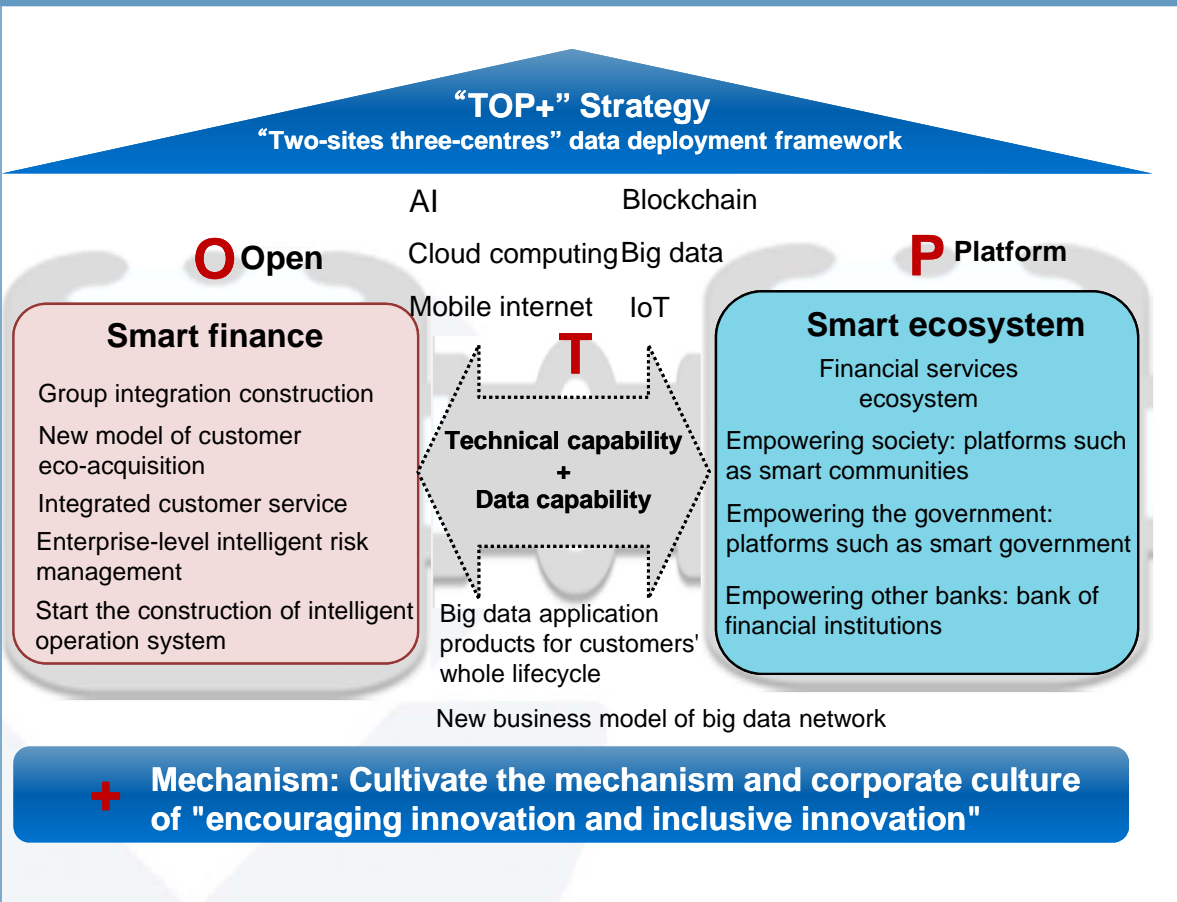 “TOP+” Strategy
“Two-sites three-centres” data deployment framework
AI
Blockchain
Cloud computing
Big data
Mobile internet
IoT
O Open
Smart finance
Group integration construction
New model of customer
eco-acquisition
Integrated customer service
Enterprise-level intelligent risk
management
Start the construction of intelligent
operation system
T
Technical capability
+
Data capability
Big data application
products for customers'
whole lifecycle
New business model of big data network
P Platform
Smart ecosystem
Financial services
ecosystem
Empowering society: platforms such
as smart communities
Empowering the government:
platforms such as smart government
Empowering other banks: bank of
financial institutions
+ Mechanism: Cultivate the mechanism and corporate culture
of "encouraging innovation and inclusive innovation"